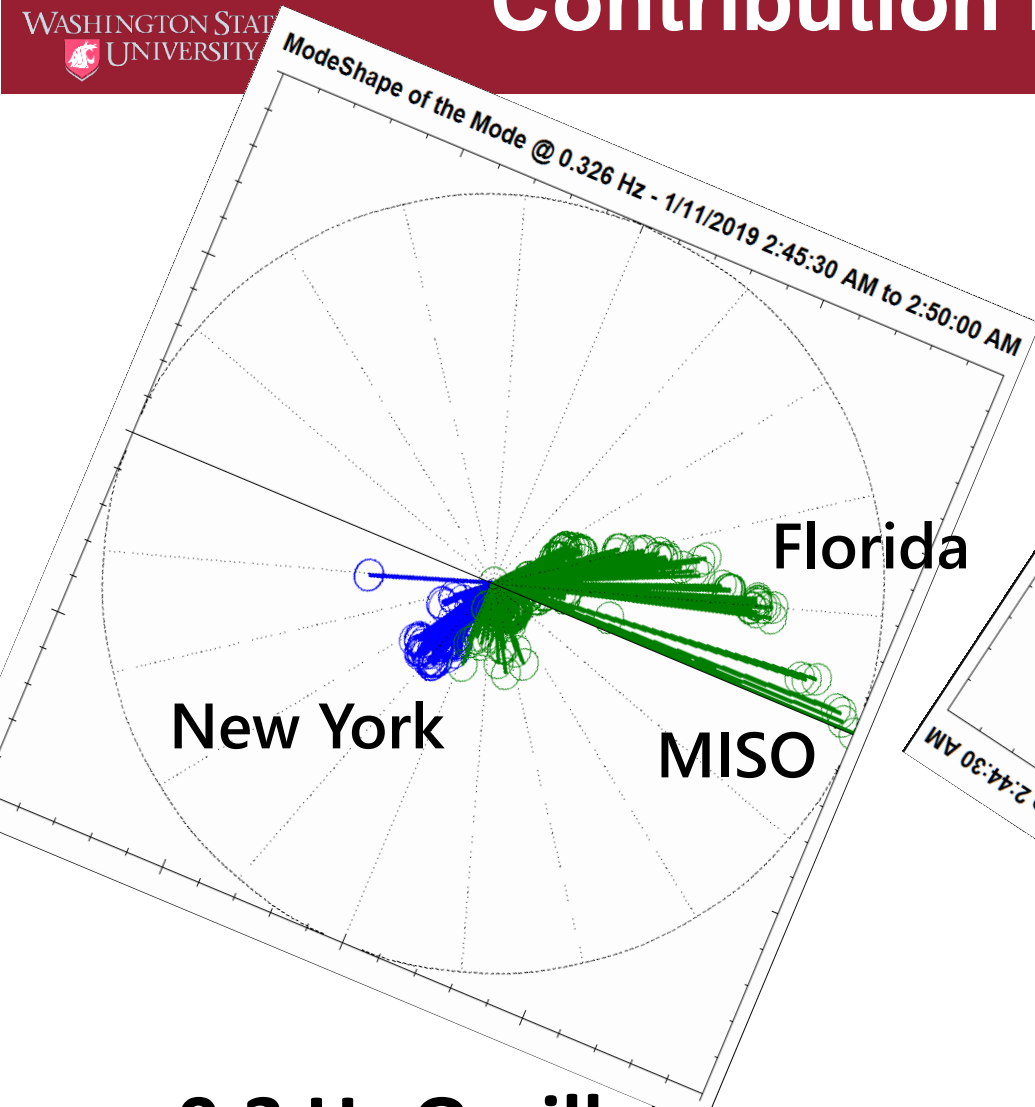 WASHINGTON STATE
UNIVERSITY
Contribution
ModeShape of the Mode @ 0.326 Hz - 1/11/2019 2:45:30 AM to 2:50:00 AM
Florida
New York
MISO
2:44:30 AM